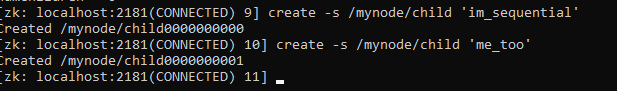 [zk: localhost:2181(CONNECTED) 9] create -s /mynode/child 'im_sequential'
Created /mynode/child0000000000
[zk: localhost:2181(CONNECTED) 10] create -s /mynode/child 'me_too'
Created /mynode/child0000000001
[zk: localhost:2181(CONNECTED) 11]